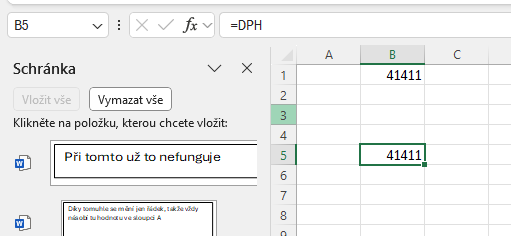 B5
fx
=DPH
Schránka
Vložit vše
Vymazat vše
Klikněte na položku, kterou chcete vložit:
Při tomto už to nefunguje
Díky tomuhle se mění jen řádek, takže vždy
násobí tu hodnotu ve sloupci A
A B C
1 41411
2
3
4
5 41411
6
7
8
9